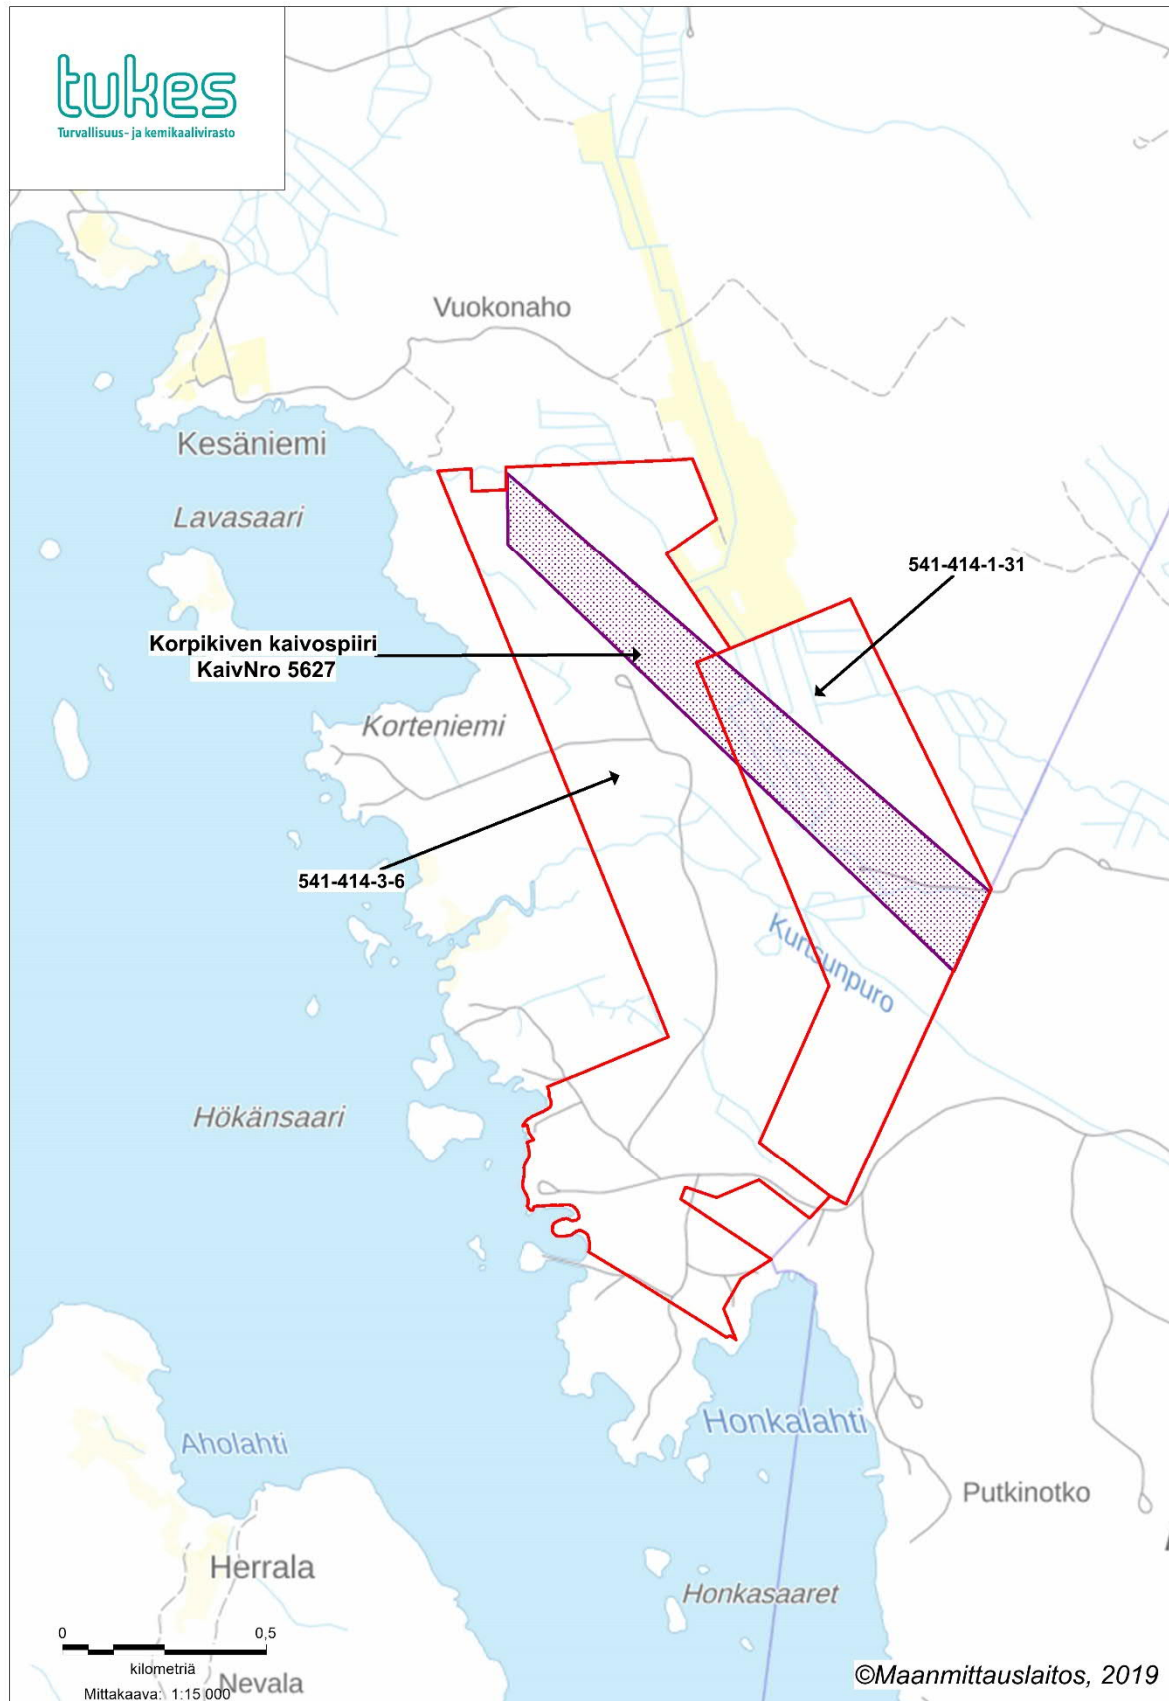 tukes
Turvallisuus- ja kemikaalivirasto
Vuokonaho
Kesäniemi
Lavasaari
541-414-1-31
Korpikiven kaivospiiri
KaivNro 5627
Korteniemi
541-414-3-6
Kurtsunpuro
Hökänsaari
Honkalahti
Aholahti
Putkinotko
Herrala
Honkasaaret
0 0,5
kilometriä
Nevala
Mittakaava: 1:15 000
©Maanmittauslaitos, 2019